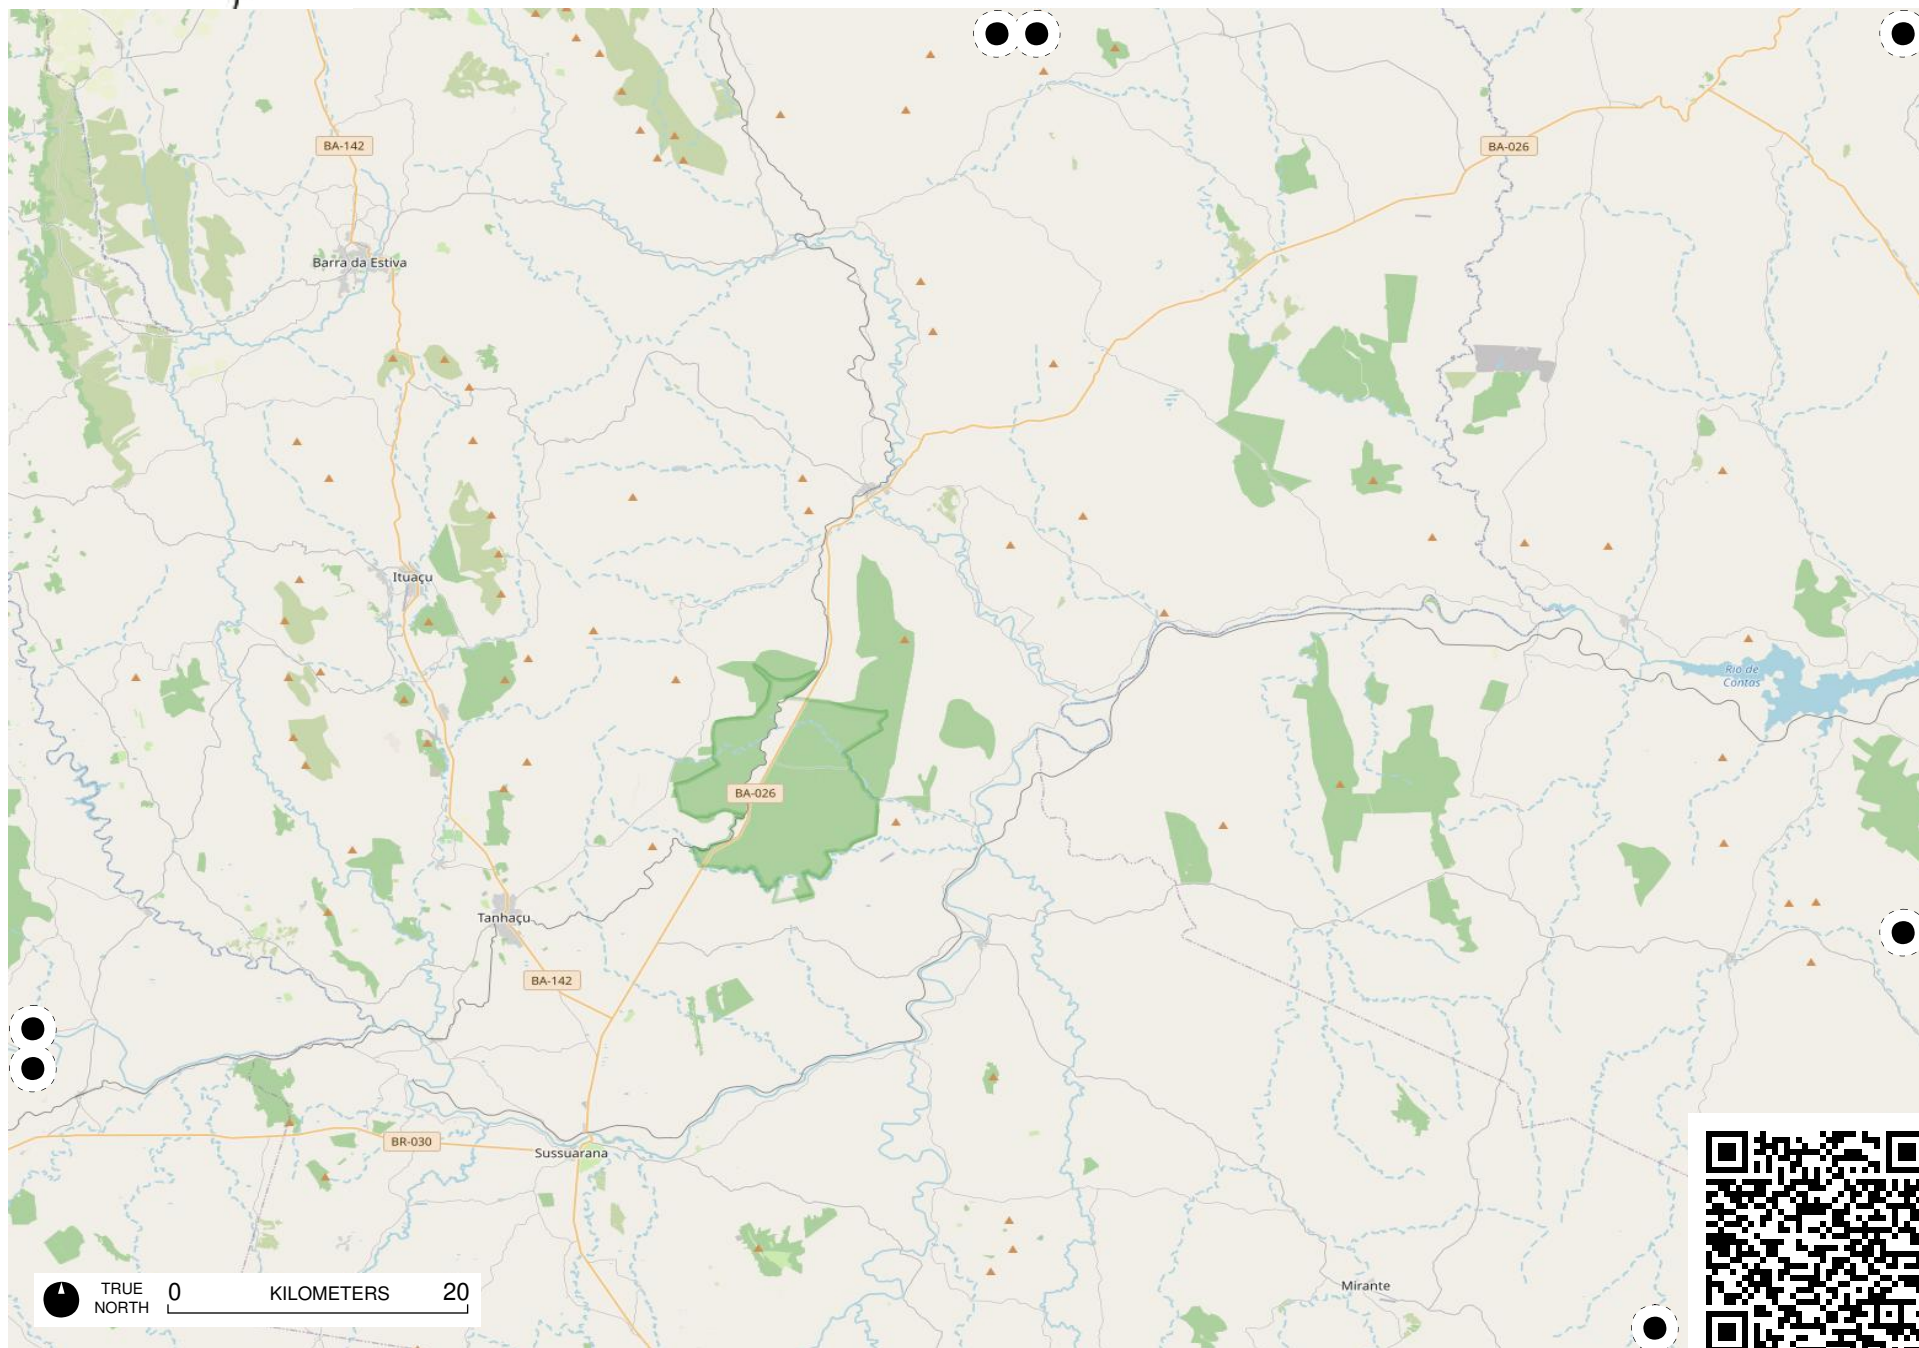 BA-142
BA-026
Barra da Estiva
Ituaçu
Rio de
Contas
BA-026
Tanhaçu
BA-142
BR-030
Sussuarana
Mirante
TRUE
NORTH
0 KILOMETERS 20